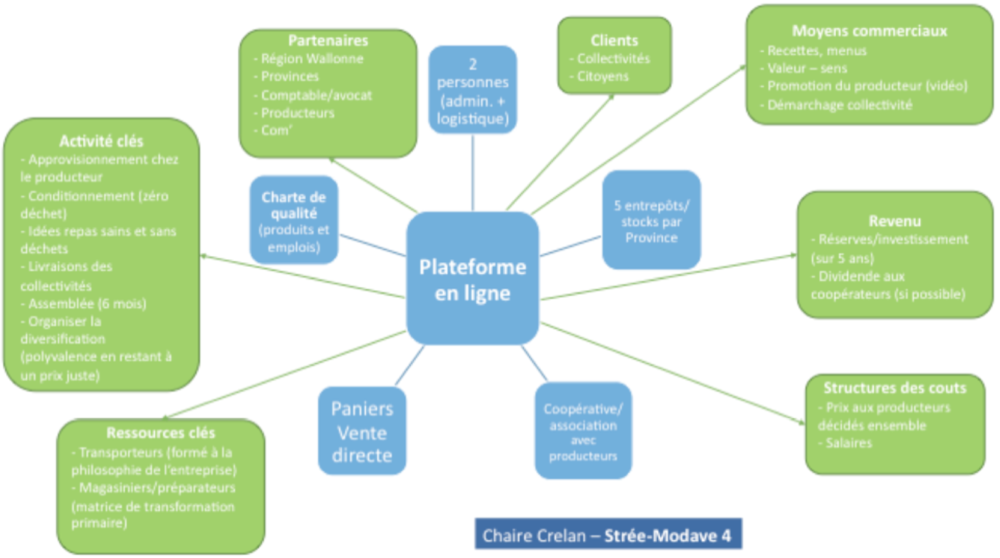 Partenaires
- Région Wallonne
- Provinces
- Comptable/avocat
- Producteurs
- Com’
2
personnes
(admin. +
logistique)
Clients
- Collectivités
- Citoyens
Moyens commerciaux
- Recettes, menus
- Valeur – sens
- Promotion du producteur (vidéo)
- Démarchage collectivité
Activité clés
- Approvisionnement chez
le producteur
- Conditionnement (zéro
déchet)
- Idées repas sains et sans
déchets
- Livraisons des
collectivités
- Assemblée (6 mois)
- Organiser la
diversification
(polyvalence en restant à
un prix juste)
Charte de
qualité
(produits et
emplois)
5 entrepôts/
stocks par
Province
Plateforme
en ligne
Revenu
- Réserves/investissement
(sur 5 ans)
- Dividende aux
coopérateurs (si possible)
Ressources clés
- Transporteurs (formé à la
philosophie de l’entreprise)
- Magasiniers/préparateurs
(matrice de transformation
primaire)
Paniers
Vente
directe
Coopérative/
association
avec
producteurs
Structures des couts
- Prix aux producteurs
décidés ensemble
- Salaires
Chaire Crelan – Strée-Modave 4